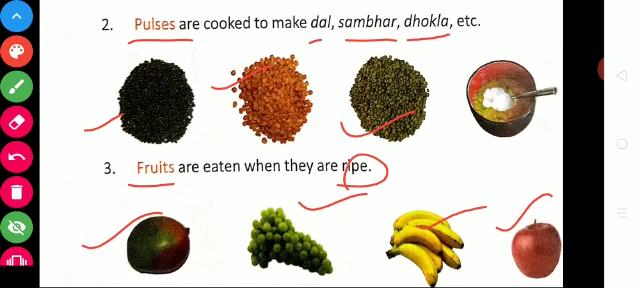 2. Pulses are cooked to make dal, sambhar, dhokla, etc.
3. Fruits are eaten when they are ripe.